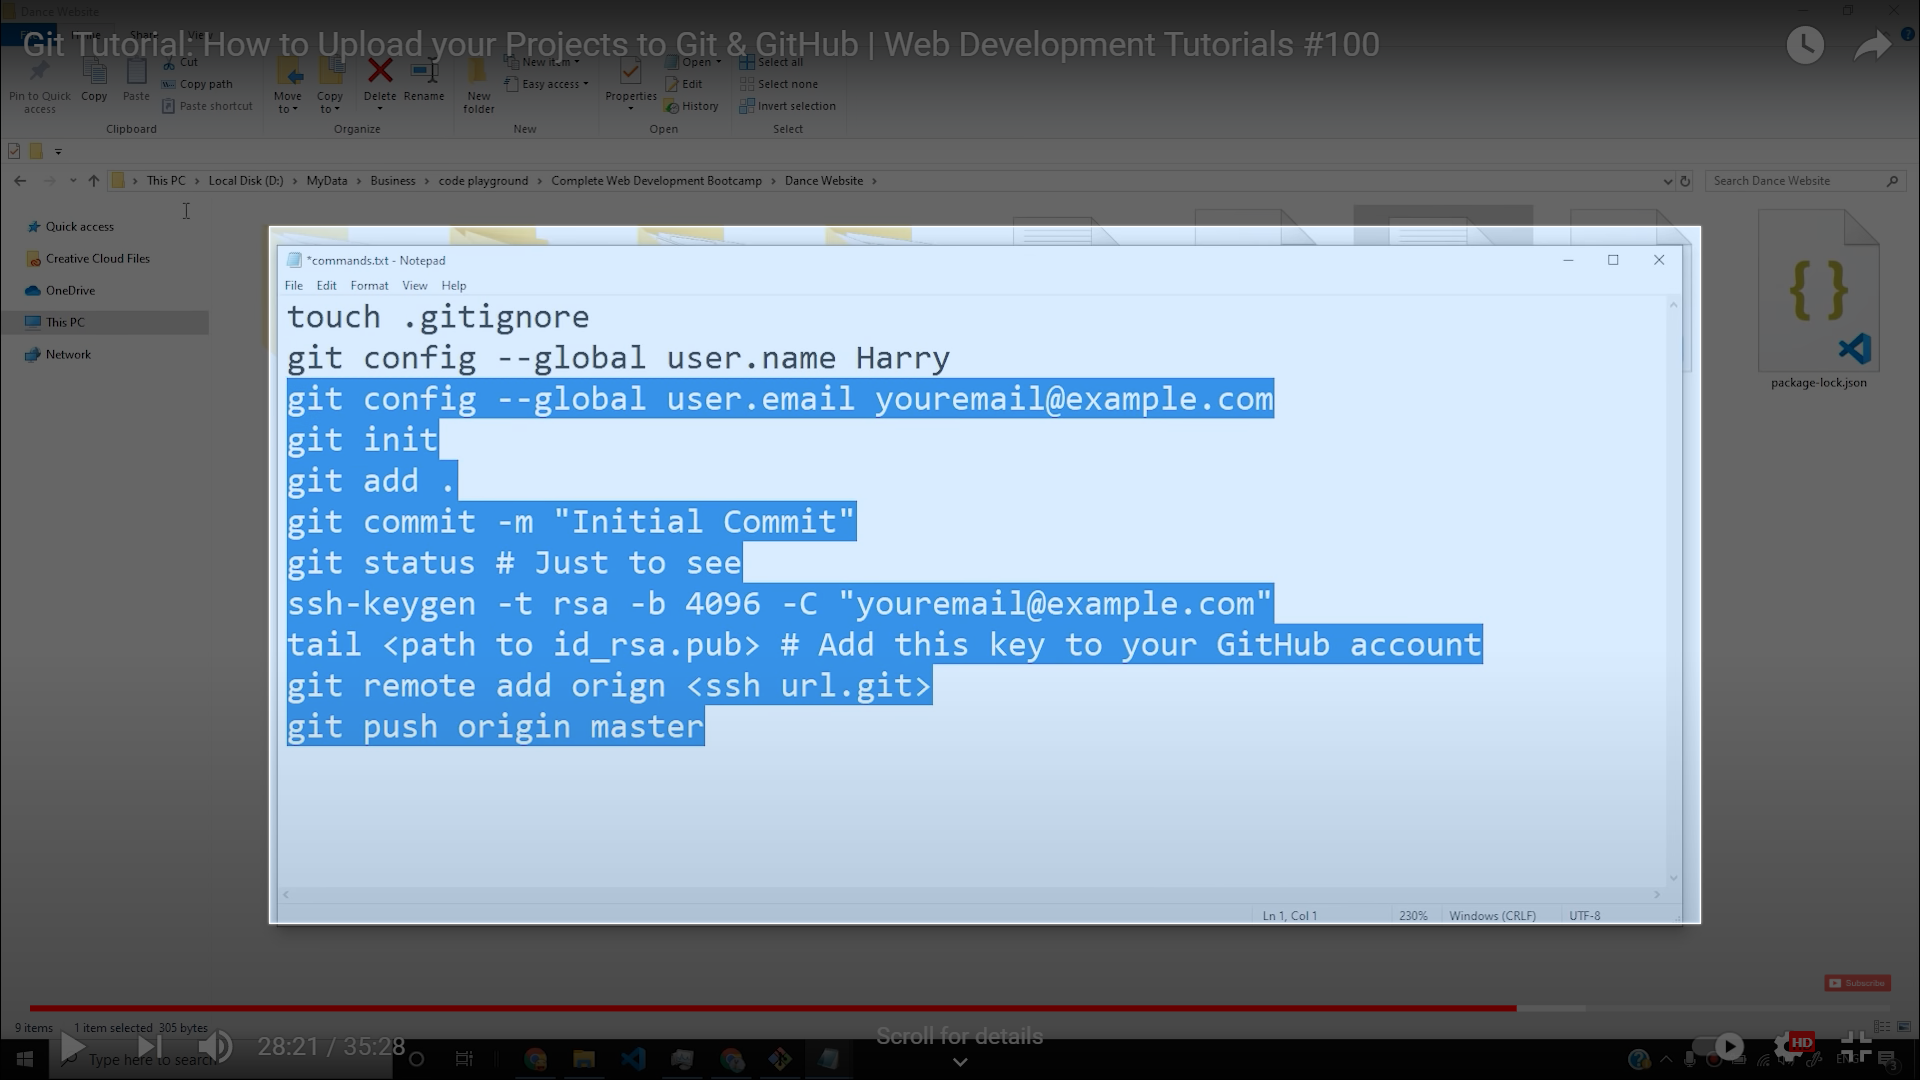 Dance Website
Git Tutorial: How to Upload your Projects to Git & GitHub | Web Development Tutorials #100
Share View
Pin to Quick access
Copy
Paste
Cut
Copy path
Paste shortcut
Clipboard
Move to
Copy to
Delete
Rename
Organize
New folder
New item
Easy access
New
Properties
Open
Edit
History
Open
Select all
Select none
Invert selection
Select
This PC > Local Disk (D:) > MyData > Business > code playground > Complete Web Development Bootcamp > Dance Website >
Search Dance Website
Quick access
Creative Cloud Files
OneDrive
This PC
Network
*commands.txt - Notepad
File Edit Format View Help
touch .gitignore
git config --global user.name Harry
git config --global user.email youremail@example.com
git init
git add .
git commit -m "Initial Commit"
git status # Just to see
ssh-keygen -t rsa -b 4096 -C "youremail@example.com"
tail <path to id_rsa.pub> # Add this key to your GitHub account
git remote add orign <ssh url.git>
git push origin master
Ln 1, Col 1 230% Windows (CRLF) UTF-8
{}
package-lock.json
Subscribe
9 items 1 item selected 305 bytes
Type here to search
28:21 / 35:28
Scroll for details
HD